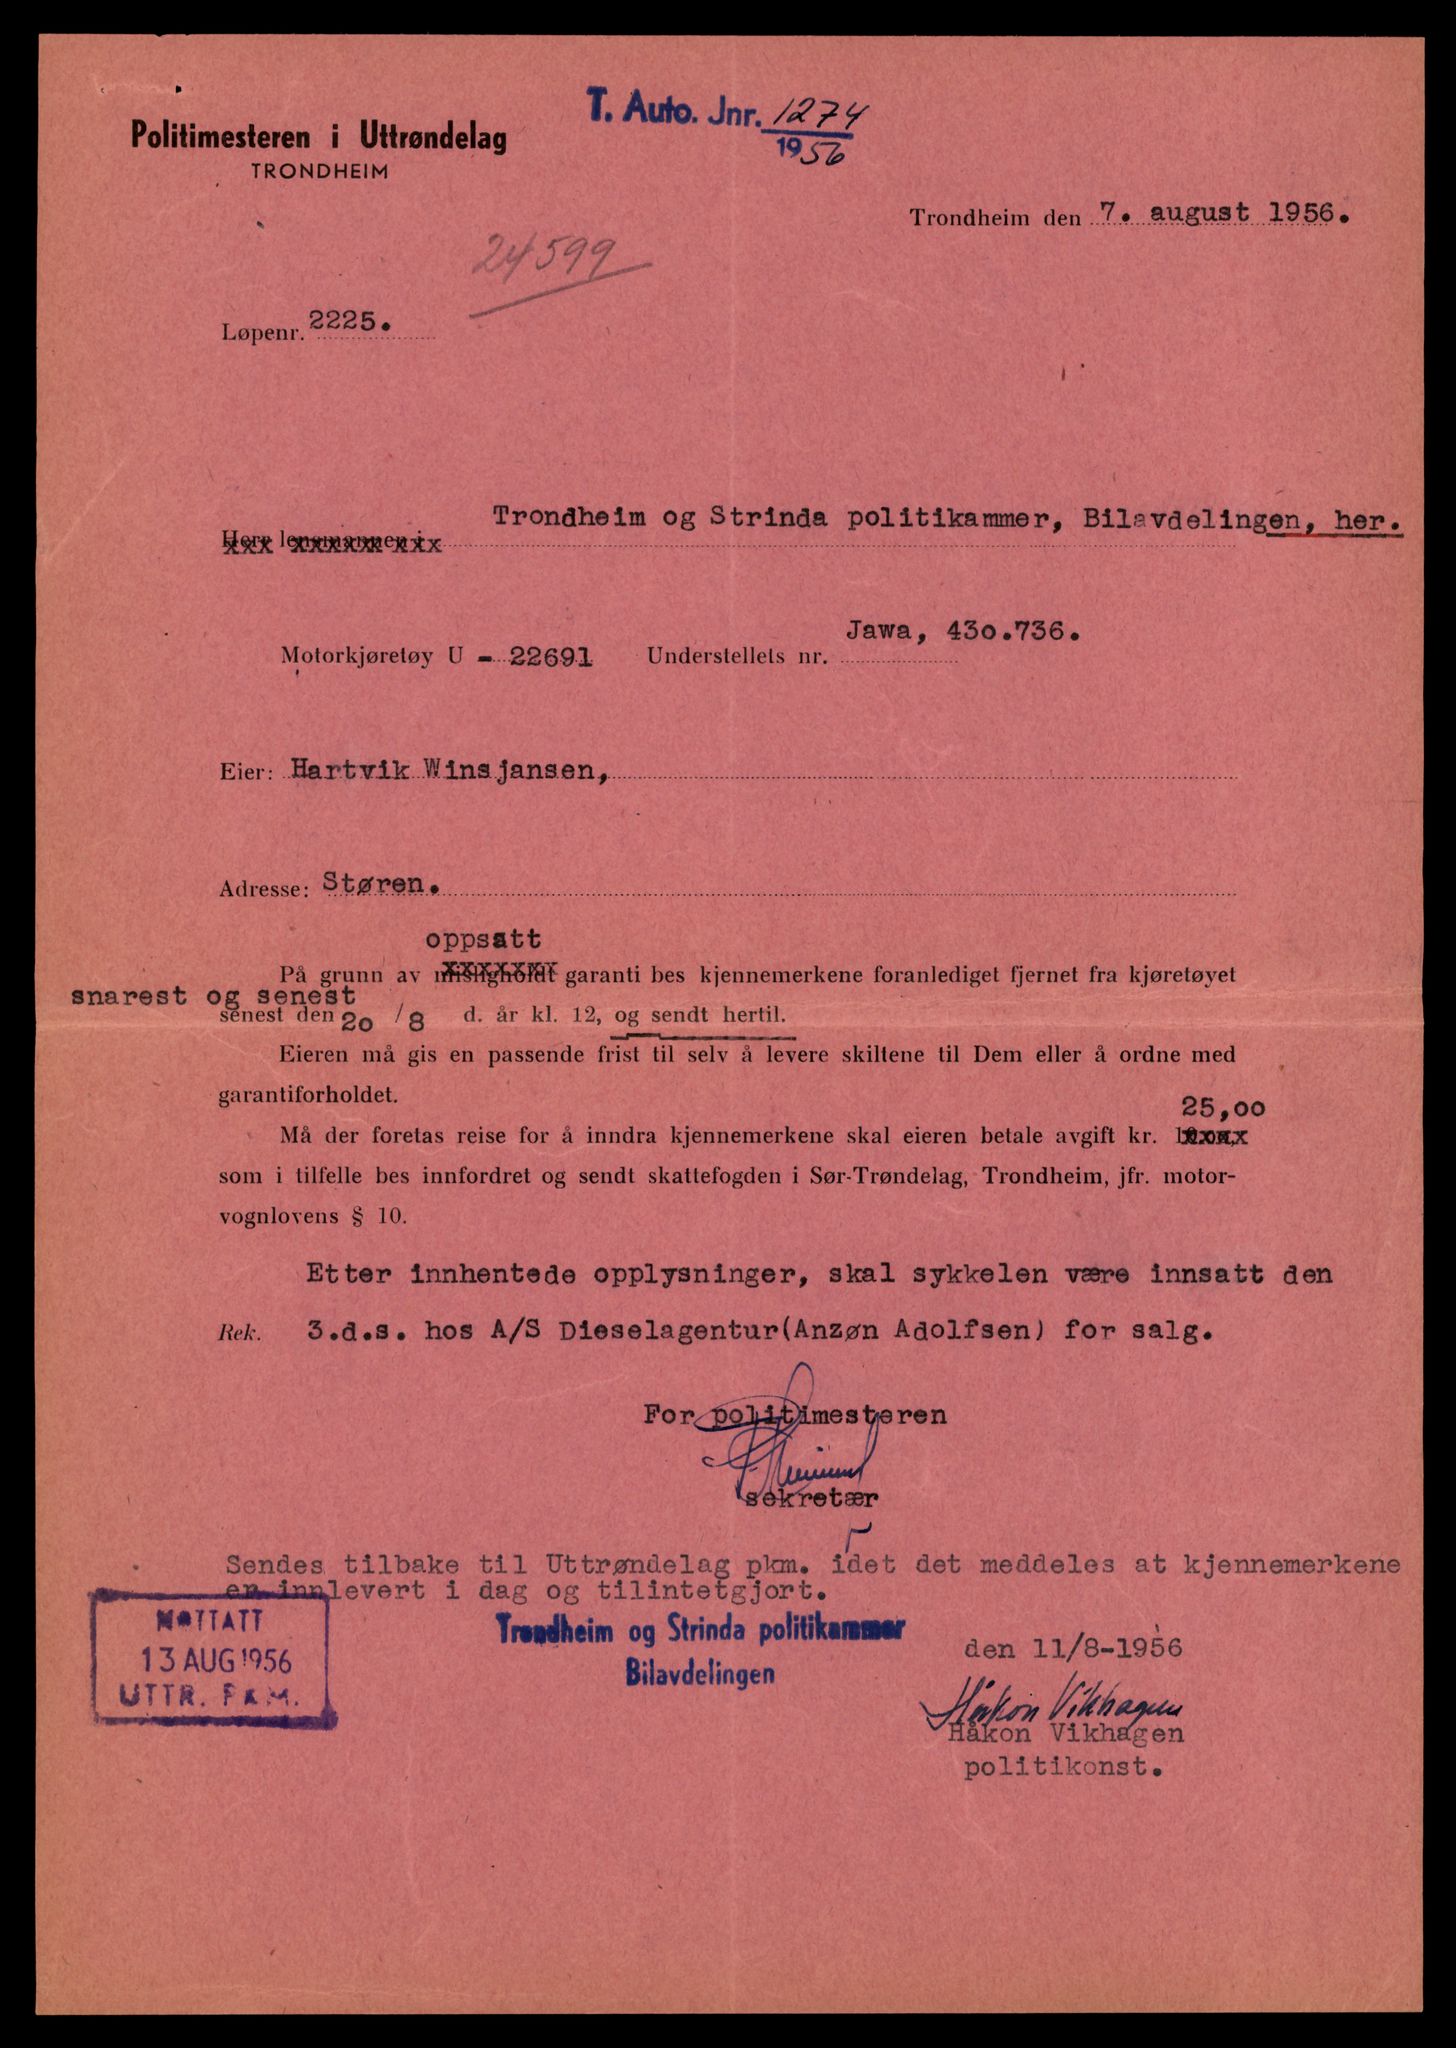 T. Auto. Jnr. 1274
1956
Politimesteren i Uttrøndelag
TRONDHEIM
Trondheim den 7. august 1956.
24599
Løpenr. 2225.
Trondheim og Strinda politikammer, Bilavdelingen, her.
Herr lensmannen i
Jawa, 430.736.
Motorkjøretøy U - 22691 Understellets nr.
Eier: Hartvik Winsjansen,
Adresse: Støren.
oppsatt
På grunn av misligholdt garanti bes kjennemerkene foranlediget fjernet fra kjøretøyet
snarest og senest
senest den 20/8 d. år kl. 12, og sendt hertil.
Eieren må gis en passende frist til selv å levere skiltene til Dem eller å ordne med
garantiforholdet.
25,00
Må der foretas reise for å inndra kjennemerkene skal eieren betale avgift kr.
som i tilfelle bes innfordret og sendt skattefogden i Sør-Trøndelag, Trondheim, jfr. motor-
vognlovens § 10.
Etter innhentede opplysninger, skal sykkelen være innsatt den
Rek. 3.d.s. hos A/S Dieselagentur(Anzøn Adolfsen) for salg.
For politimesteren
sekretær
Sendes tilbake til Uttrøndelag pkm. idet det meddeles at kjennemerkene
er innlevert i dag og tilintetgjort.
MOTTATT
13 AUG 1956
UTTR. P.K.M.
Trondheim og Strinda politikammer
Bilavdelingen
den 11/8-1956
Håkon Vikhagen
Håkon Vikhagen
politikonst.